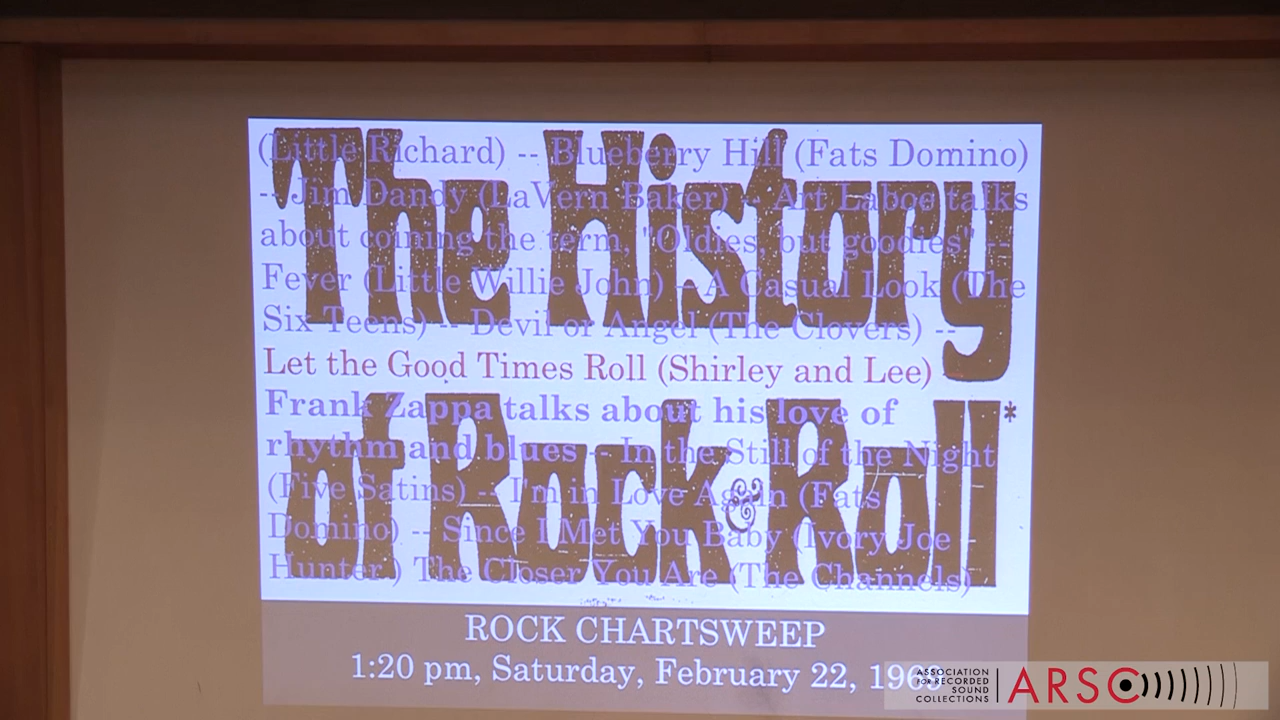 The History
of Rock & Roll*
(Little Richard) -- Blueberry Hill (Fats Domino)
-- Jim Dandy (LaVern Baker) -- Art Laboe talks
about coining the term, "Oldies, but goodies" --
Fever (Little Willie John) -- A Casual Look (The
Six Teens) -- Devil or Angel (The Clovers) --
Let the Good Times Roll (Shirley and Lee)
Frank Zappa talks about his love of
rhythm and blues -- In the Still of the Night
(Five Satins) -- I'm in Love Again (Fats
Domino) -- Since I Met You Baby (Ivory Joe
Hunter ) The Closer You Are (The Channels)
ROCK CHARTSWEEP
1:20 pm, Saturday, February 22, 1969
ASSOCIATION
FOR RECORDED
SOUND
COLLECTIONS
ARSC